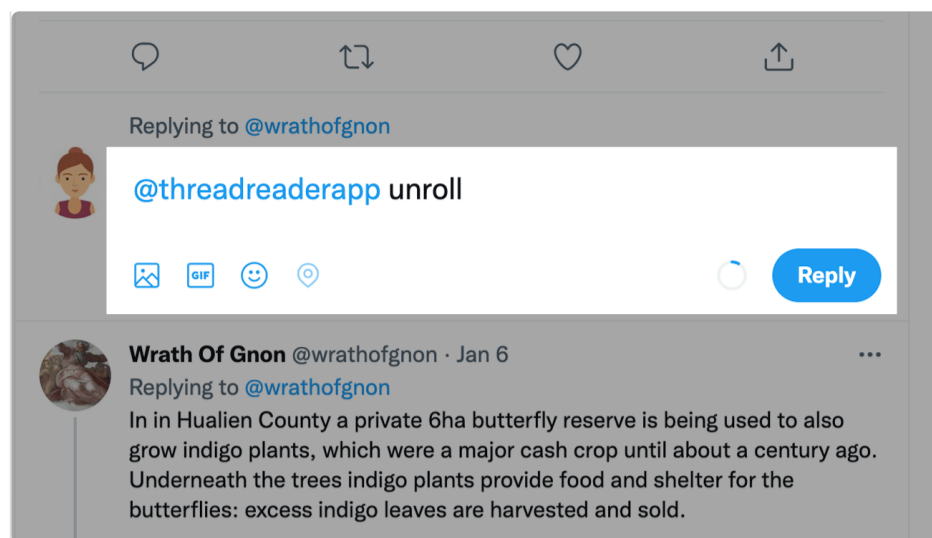 Replying to @wrathofgnon
@threadreaderapp unroll
GIF
Reply
Wrath Of Gnon @wrathofgnon · Jan 6
Replying to @wrathofgnon
In in Hualien County a private 6ha butterfly reserve is being used to also
grow indigo plants, which were a major cash crop until about a century ago.
Underneath the trees indigo plants provide food and shelter for the
butterflies: excess indigo leaves are harvested and sold.